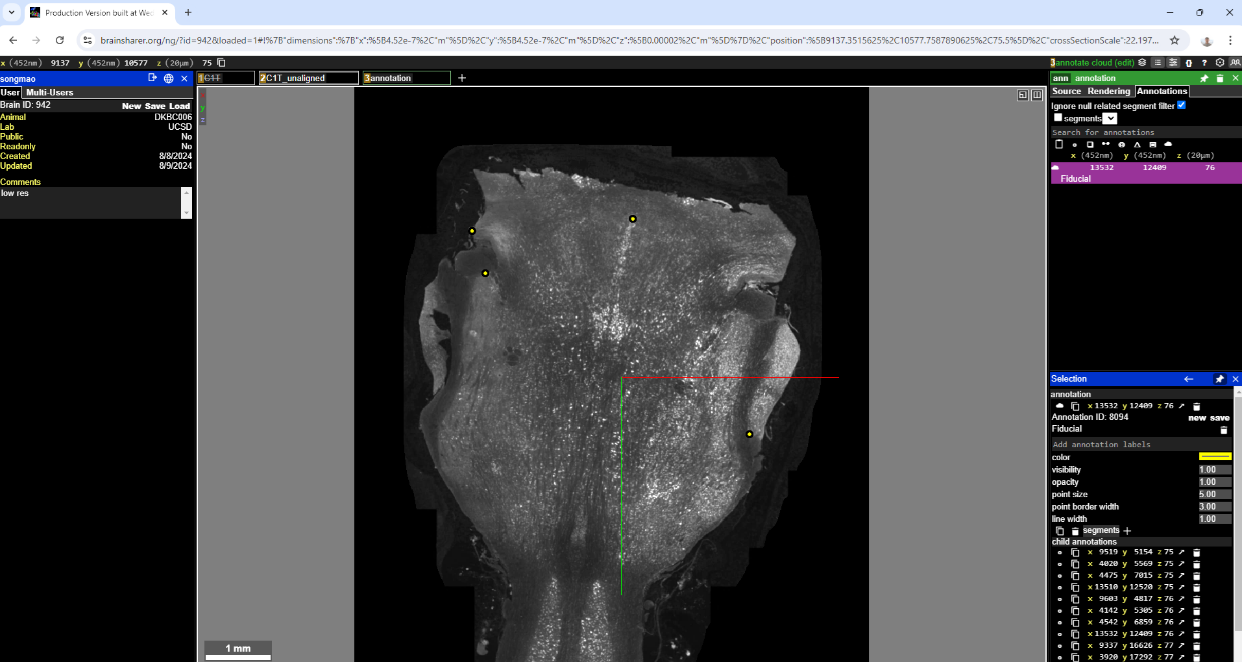 Production Version built at We
brainsharer.org/ng/?id=942&loaded=1#!%7B"dimensions":%7B"x":%5B4.52e-7%2C"m"%5D%2C"y":%5B4.52e-7%2C"m"%5D%2C"z":%5B0.00002%2C"m"%5D%7D%2C"position":%5B9137.3515625%2C10577.7587890625%2C75.5%5D%2C"crossSectionScale":22.197...
x (452nm) 9137 y (452nm) 10577 z (20μm) 75
3annotate cloud (edit)
songmao
1C1T 2C1T_unaligned 3annotation +
ann annotation
User Multi-Users
Source Rendering Annotations
Brain ID: 942 New Save Load
Animal DKBC006
Lab UCSD
Public No
Readonly No
Created 8/8/2024
Updated 8/9/2024
Comments
low res
y
z
Ignore null related segment filter
segments
Search for annotations
x (452nm) y (452nm) z (20μm)
13532 12409 76
Fiducial
Selection
annotation
x 13532 y 12409 z 76
Annotation ID: 8094 new save
Fiducial
Add annotation labels
color
visibility 1.00
opacity 1.00
point size 5.00
point border width 3.00
line width 1.00
segments +
child annotations
x 9519 y 5154 z 75
x 4020 y 5569 z 75
x 4475 y 7015 z 75
x 13510 y 12520 z 75
x 9603 y 4817 z 76
x 4142 y 5305 z 76
x 4542 y 6859 z 76
x 13532 y 12409 z 76
x 9337 y 16626 z 77
x 3920 y 17292 z 77
1 mm